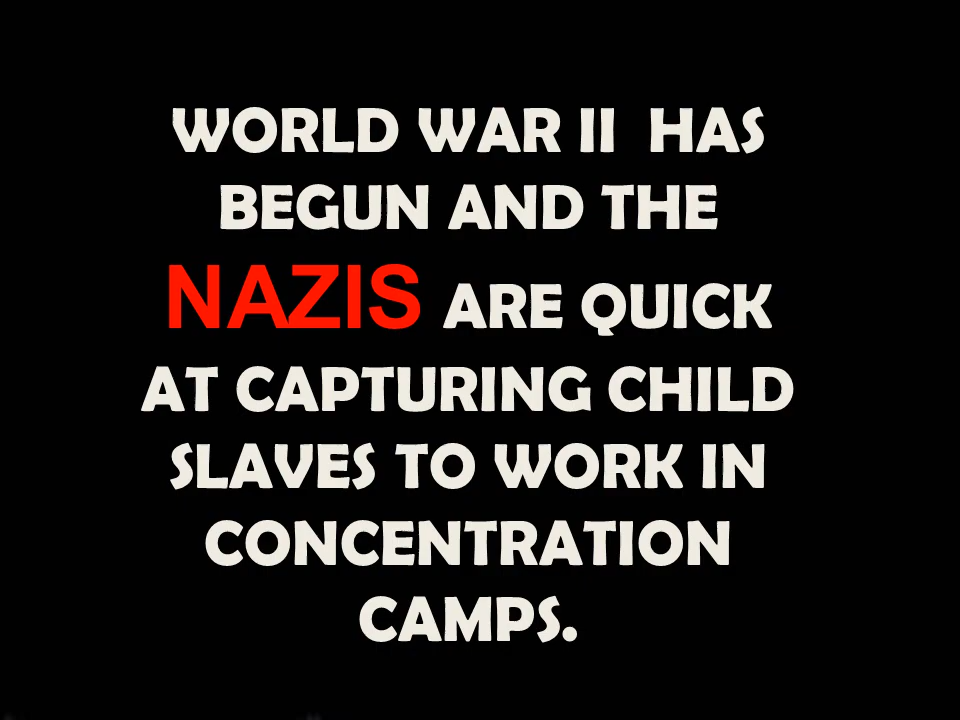 WORLD WAR II HAS
BEGUN AND THE
NAZIS ARE QUICK
AT CAPTURING CHILD
SLAVES TO WORK IN
CONCENTRATION
CAMPS.